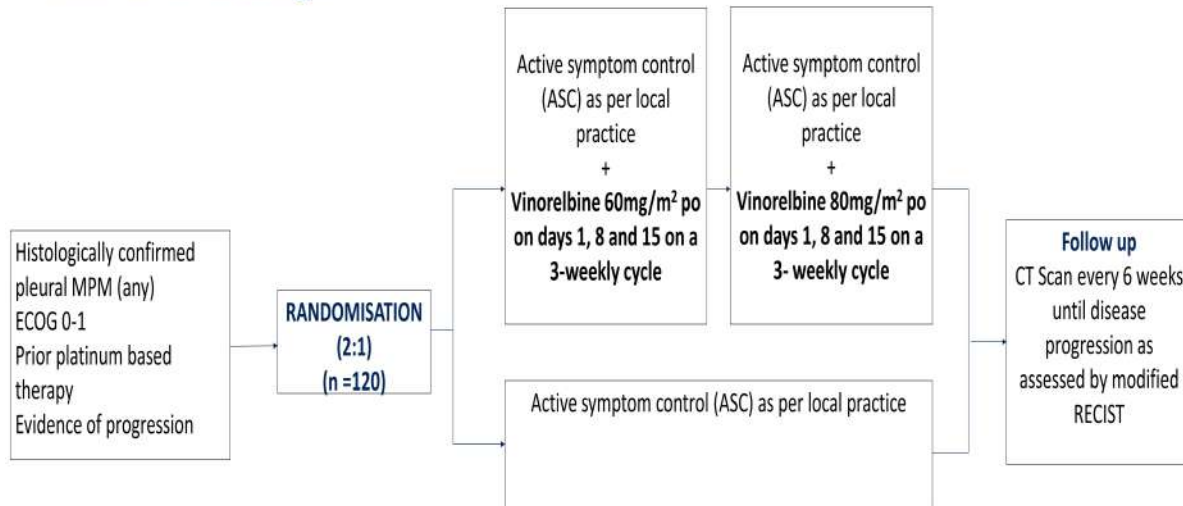 Histologically confirmed
pleural MPM (any)
ECOG 0-1
Prior platinum based
therapy
Evidence of progression
RANDOMISATION
(2:1)
(n =120)
Active symptom control
(ASC) as per local
practice
+
Vinorelbine 60mg/m² po
on days 1, 8 and 15 on a
3-weekly cycle
Active symptom control
(ASC) as per local
practice
+
Vinorelbine 80mg/m² po
on days 1, 8 and 15 on a
3- weekly cycle
Active symptom control (ASC) as per local practice
Follow up
CT Scan every 6 weeks
until disease
progression as
assessed by modified
RECIST